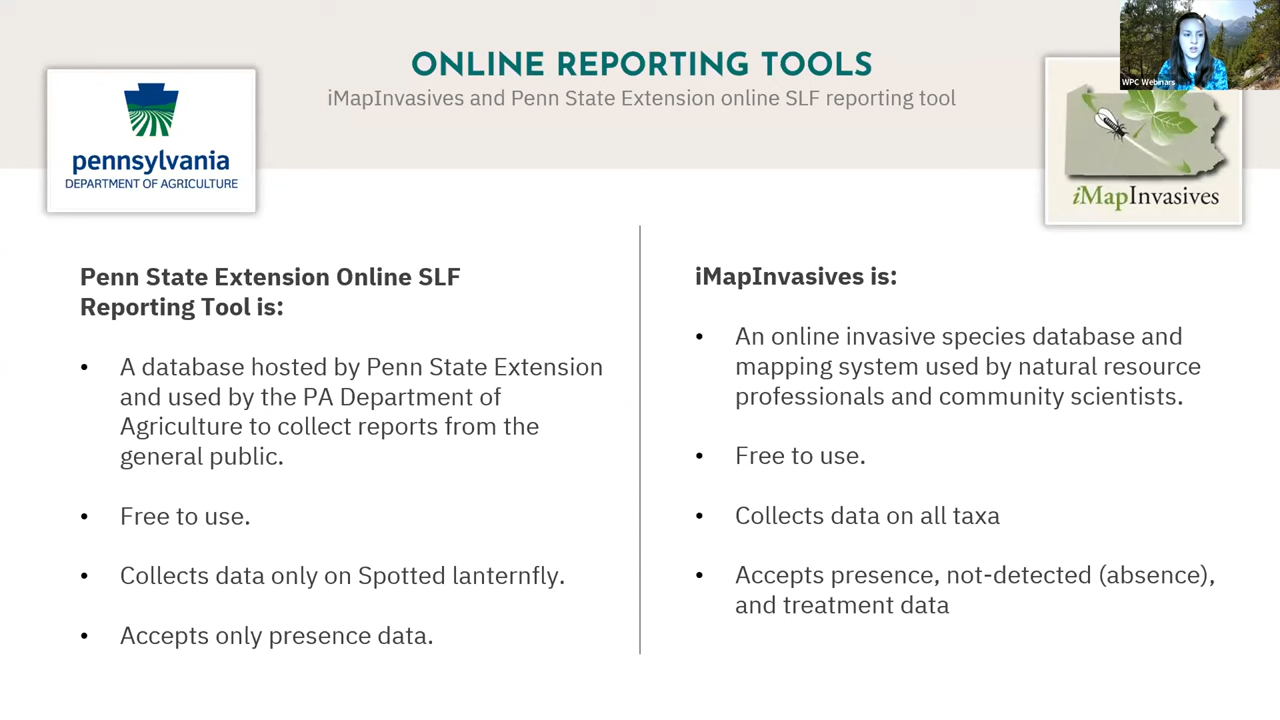 ONLINE REPORTING TOOLS
iMapInvasives and Penn State Extension online SLF reporting tool
WPC Webinars
pennsylvania
DEPARTMENT OF AGRICULTURE
iMapInvasives
Penn State Extension Online SLF
Reporting Tool is:
• A database hosted by Penn State Extension
and used by the PA Department of
Agriculture to collect reports from the
general public.
• Free to use.
• Collects data only on Spotted lanternfly.
• Accepts only presence data.
iMapInvasives is:
• An online invasive species database and
mapping system used by natural resource
professionals and community scientists.
• Free to use.
• Collects data on all taxa
• Accepts presence, not-detected (absence),
and treatment data